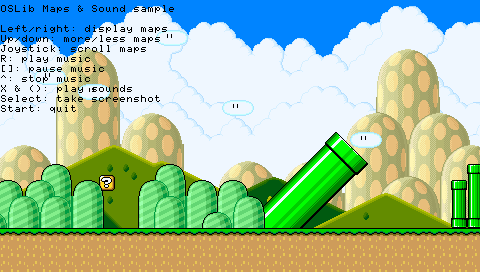 OSLib Maps & Sound sample
Left/right: display maps
Up/down: more/less maps
Joystick: scroll maps
R: play music
[]: pause music
^: stop music
X & (): play sounds
Select: take screenshot
Start: quit
?